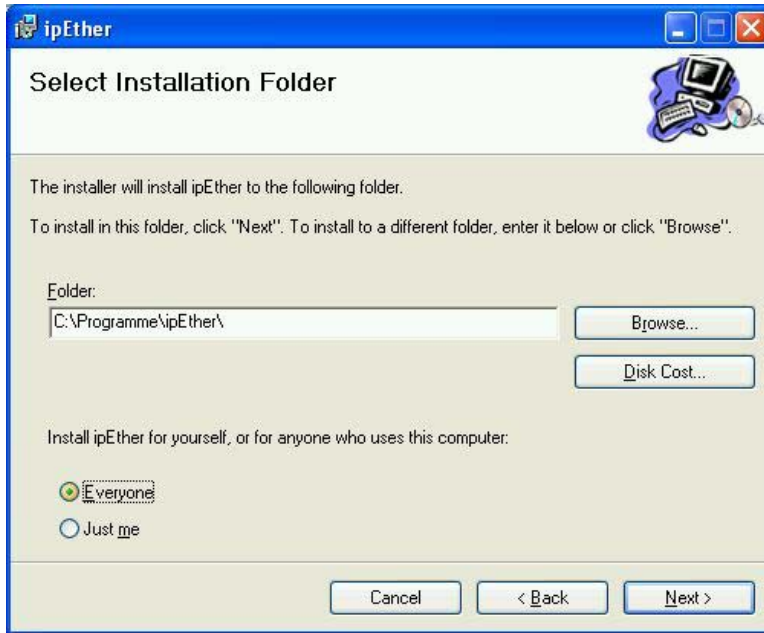 ipEther
Select Installation Folder
The installer will install ipEther to the following folder.
To install in this folder, click "Next". To install to a different folder, enter it below or click "Browse".
Folder:
C:\Programme\ipEther\
Browse...
Disk Cost...
Install ipEther for yourself, or for anyone who uses this computer:
Everyone
Just me
Cancel
< Back
Next >